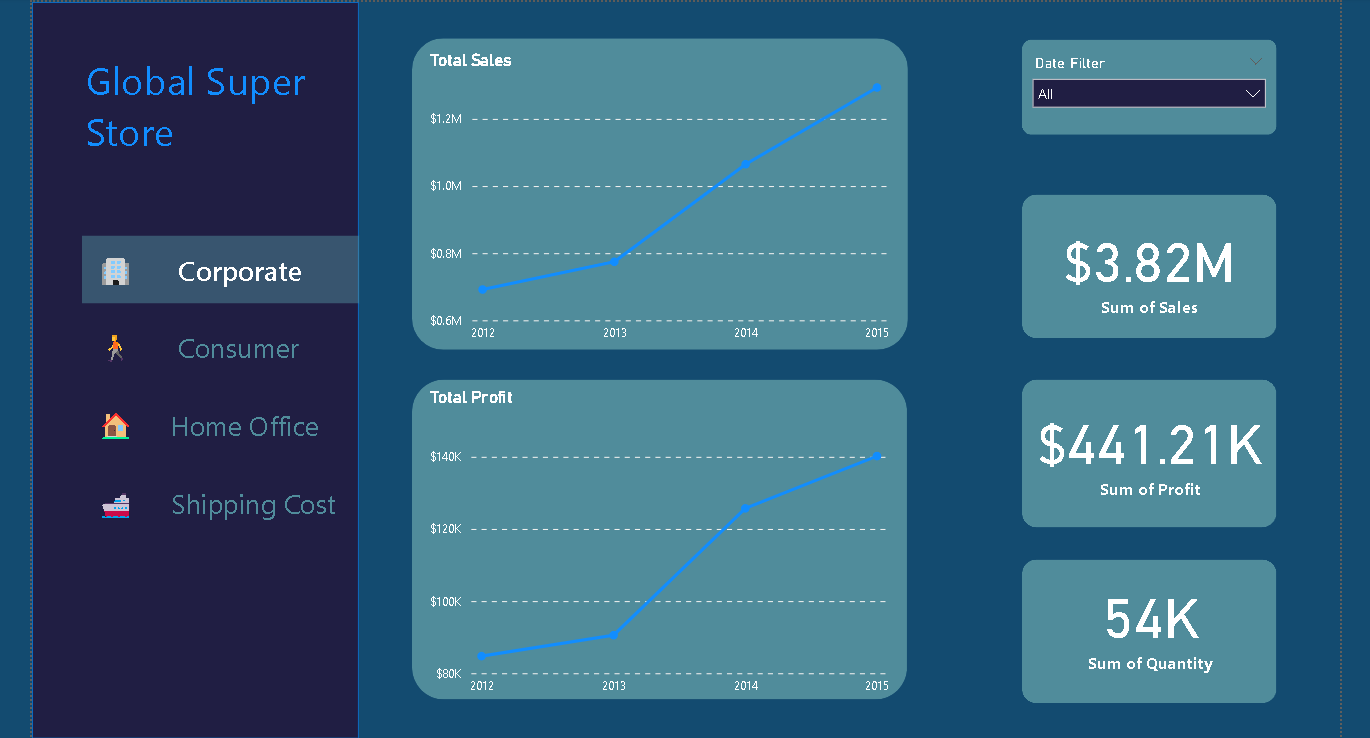 Global Super
Store
Corporate
Consumer
Home Office
Shipping Cost
Total Sales
$1.2M
$1.0M
$0.8M
$0.6M
2012 2013 2014 2015
Total Profit
$140K
$120K
$100K
$80K
2012 2013 2014 2015
Date Filter
All
$3.82M
Sum of Sales
$441.21K
Sum of Profit
54K
Sum of Quantity